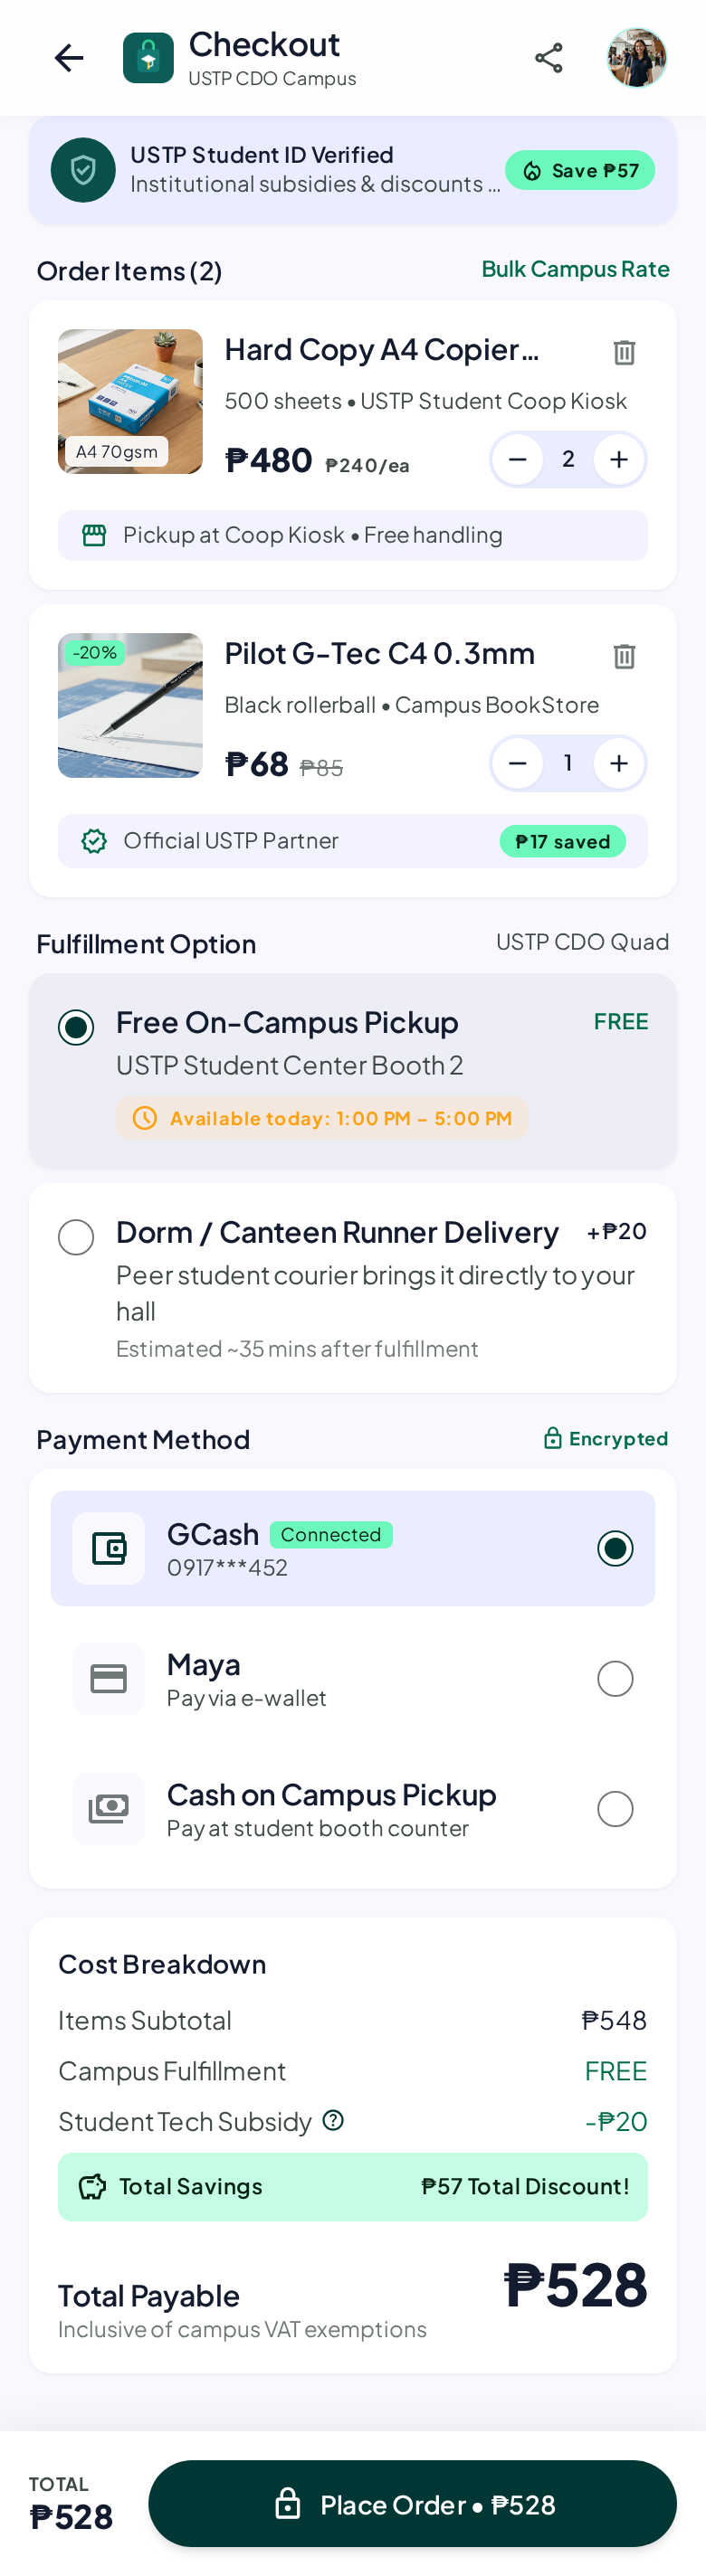 Checkout
USTP CDO Campus
USTP Student ID Verified
Institutional subsidies & discounts ...
Save ₱57
Order Items (2)
Bulk Campus Rate
Hard Copy A4 Copier...
500 sheets • USTP Student Coop Kiosk
A4 70gsm
₱480 ₱240/ea
2
Pickup at Coop Kiosk • Free handling
-20%
Pilot G-Tec C4 0.3mm
Black rollerball • Campus BookStore
₱68 ₱85
1
Official USTP Partner
₱17 saved
Fulfillment Option
USTP CDO Quad
Free On-Campus Pickup
FREE
USTP Student Center Booth 2
Available today: 1:00 PM – 5:00 PM
Dorm / Canteen Runner Delivery
+₱20
Peer student courier brings it directly to your
hall
Estimated ~35 mins after fulfillment
Payment Method
Encrypted
GCash Connected
0917***452
Maya
Pay via e-wallet
Cash on Campus Pickup
Pay at student booth counter
Cost Breakdown
Items Subtotal
₱548
Campus Fulfillment
FREE
Student Tech Subsidy
-₱20
Total Savings
₱57 Total Discount!
Total Payable
₱528
Inclusive of campus VAT exemptions
TOTAL
₱528
Place Order • ₱528